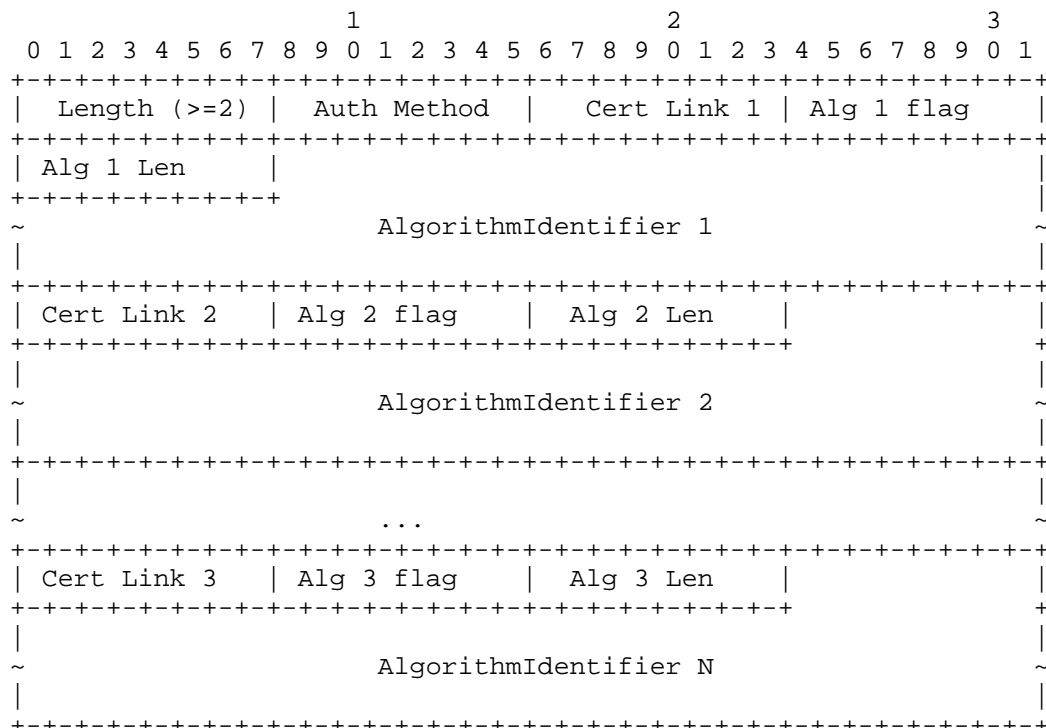 1                   2                   3
 0 1 2 3 4 5 6 7 8 9 0 1 2 3 4 5 6 7 8 9 0 1 2 3 4 5 6 7 8 9 0 1
+-+-+-+-+-+-+-+-+-+-+-+-+-+-+-+-+-+-+-+-+-+-+-+-+-+-+-+-+-+-+-+-+
|  Length (>=2) |  Auth Method  |   Cert Link 1 | Alg 1 flag    |
+-+-+-+-+-+-+-+-+-+-+-+-+-+-+-+-+-+-+-+-+-+-+-+-+-+-+-+-+-+-+-+-+
| Alg 1 Len     |                                               |
+-+-+-+-+-+-+-+-+                                               |
~                      AlgorithmIdentifier 1                    ~
|                                                               |
+-+-+-+-+-+-+-+-+-+-+-+-+-+-+-+-+-+-+-+-+-+-+-+-+-+-+-+-+-+-+-+-+
| Cert Link 2   | Alg 2 flag    |  Alg 2 Len    |               |
+-+-+-+-+-+-+-+-+-+-+-+-+-+-+-+-+-+-+-+-+-+-+-+-+               +
|                                                               |
~                      AlgorithmIdentifier 2                    ~
|                                                               |
+-+-+-+-+-+-+-+-+-+-+-+-+-+-+-+-+-+-+-+-+-+-+-+-+-+-+-+-+-+-+-+-+
|                                                               |
~                      ...                                      ~
+-+-+-+-+-+-+-+-+-+-+-+-+-+-+-+-+-+-+-+-+-+-+-+-+-+-+-+-+-+-+-+-+
| Cert Link 3   | Alg 3 flag    |  Alg 3 Len    |               |
+-+-+-+-+-+-+-+-+-+-+-+-+-+-+-+-+-+-+-+-+-+-+-+-+               +
|                                                               |
~                      AlgorithmIdentifier N                    ~
|                                                               |
+-+-+-+-+-+-+-+-+-+-+-+-+-+-+-+-+-+-+-+-+-+-+-+-+-+-+-+-+-+-+-+-+